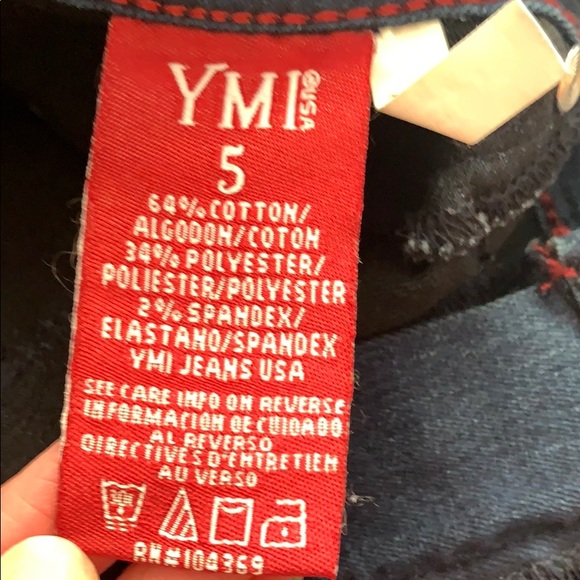 YMI ®USA
5
64% COTTON/
ALGODON/COTON
34% POLYESTER/
POLIESTER/POLYESTER
2% SPANDEX/
ELASTANO/SPANDEX
YMI JEANS USA
SEE CARE INFO ON REVERSE
INFORMACION DE CUIDADO
AL REVERSO
DIRECTIVES D'ENTRETIEN
AU VERSO
RN#104369